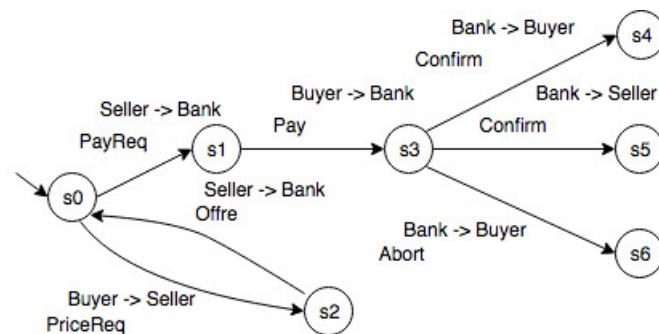 Bank -> Buyer
s4
Confirm
Seller -> Bank
Buyer -> Bank
Bank -> Seller
PayReq
s1
Pay
s3
Confirm
s5
s0
Seller -> Bank
Offre
Bank -> Buyer
Abort
s6
Buyer -> Seller
PriceReq
s2